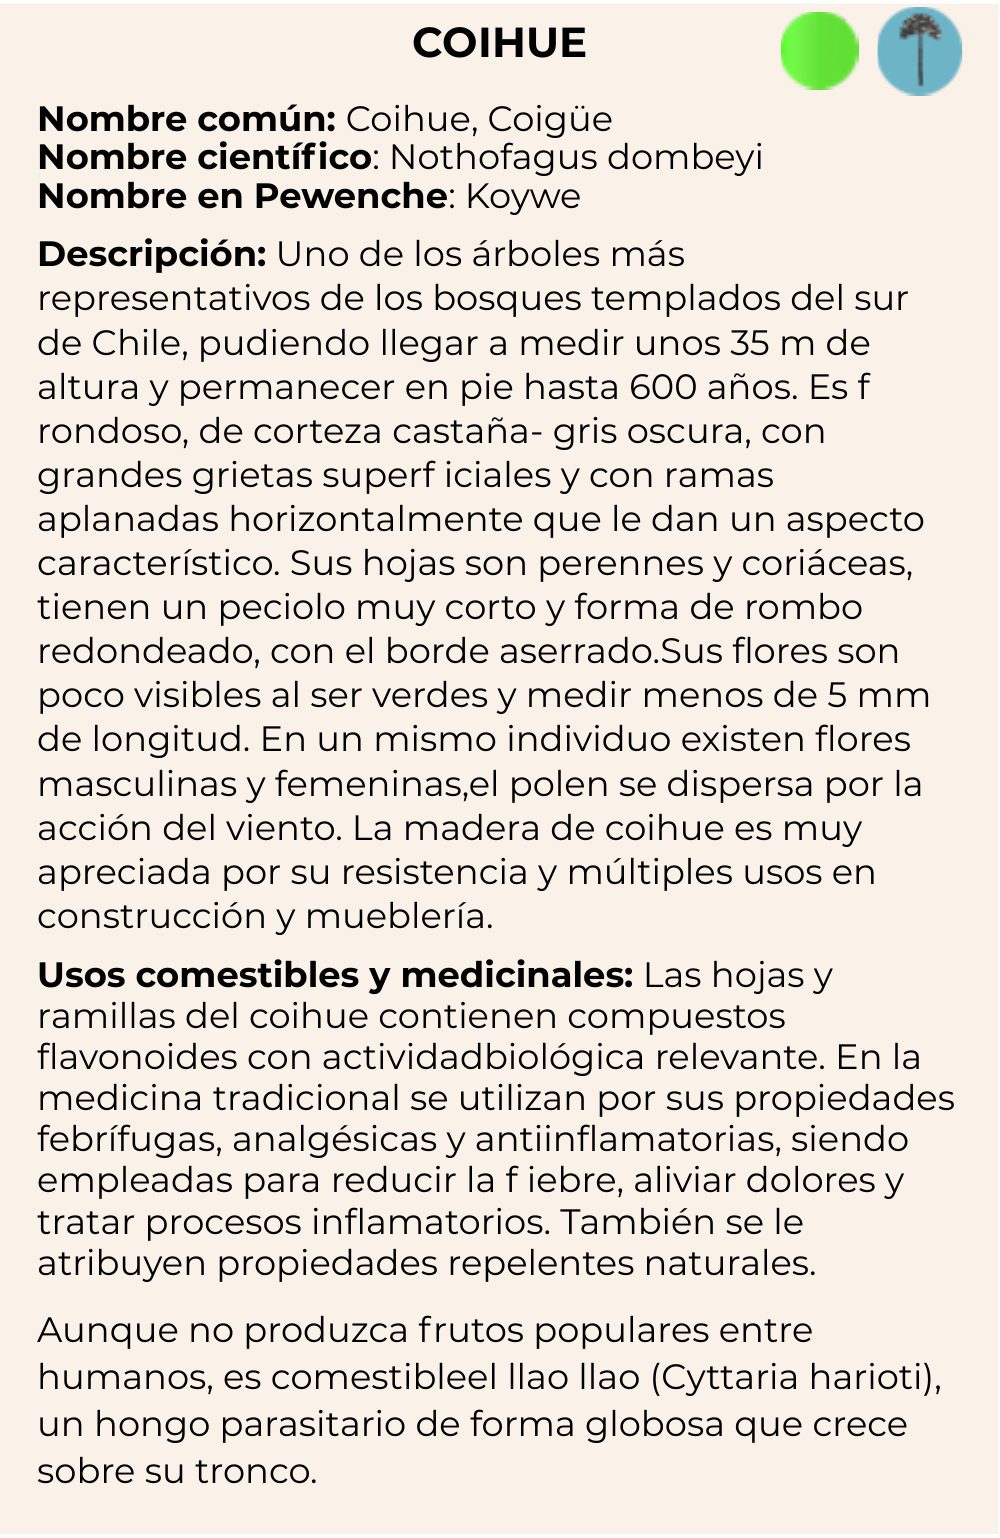 COIHUE
Nombre común: Coihue, Coigüe
Nombre científico: Nothofagus dombeyi
Nombre en Pewenche: Koywe
Descripción: Uno de los árboles más
representativos de los bosques templados del sur
de Chile, pudiendo llegar a medir unos 35 m de
altura y permanecer en pie hasta 600 años. Es f
rondoso, de corteza castaña- gris oscura, con
grandes grietas superf iciales y con ramas
aplanadas horizontalmente que le dan un aspecto
característico. Sus hojas son perennes y coriáceas,
tienen un peciolo muy corto y forma de rombo
redondeado, con el borde aserrado.Sus flores son
poco visibles al ser verdes y medir menos de 5 mm
de longitud. En un mismo individuo existen flores
masculinas y femeninas,el polen se dispersa por la
acción del viento. La madera de coihue es muy
apreciada por su resistencia y múltiples usos en
construcción y mueblería.
Usos comestibles y medicinales: Las hojas y
ramillas del coihue contienen compuestos
flavonoides con actividadbiológica relevante. En la
medicina tradicional se utilizan por sus propiedades
febrífugas, analgésicas y antiinflamatorias, siendo
empleadas para reducir la f iebre, aliviar dolores y
tratar procesos inflamatorios. También se le
atribuyen propiedades repelentes naturales.
Aunque no produzca frutos populares entre
humanos, es comestibleel llao llao (Cyttaria harioti),
un hongo parasitario de forma globosa que crece
sobre su tronco.